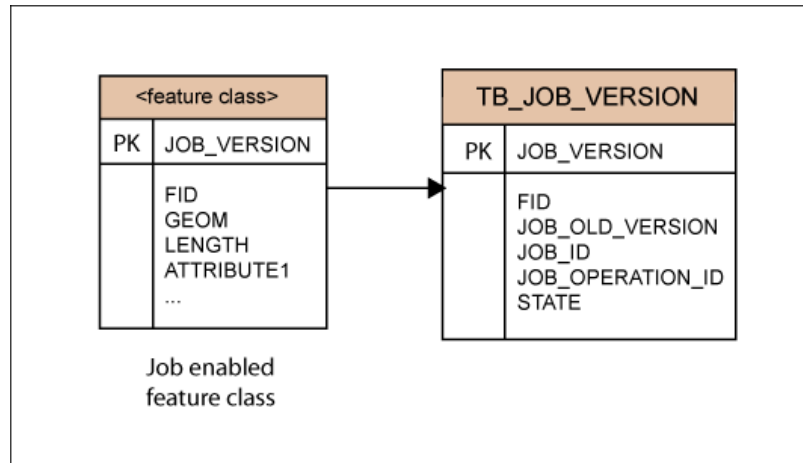 <feature class>
PK JOB_VERSION
FID
GEOM
LENGTH
ATTRIBUTE1
...
Job enabled
feature class
TB_JOB_VERSION
PK JOB_VERSION
FID
JOB_OLD_VERSION
JOB_ID
JOB_OPERATION_ID
STATE